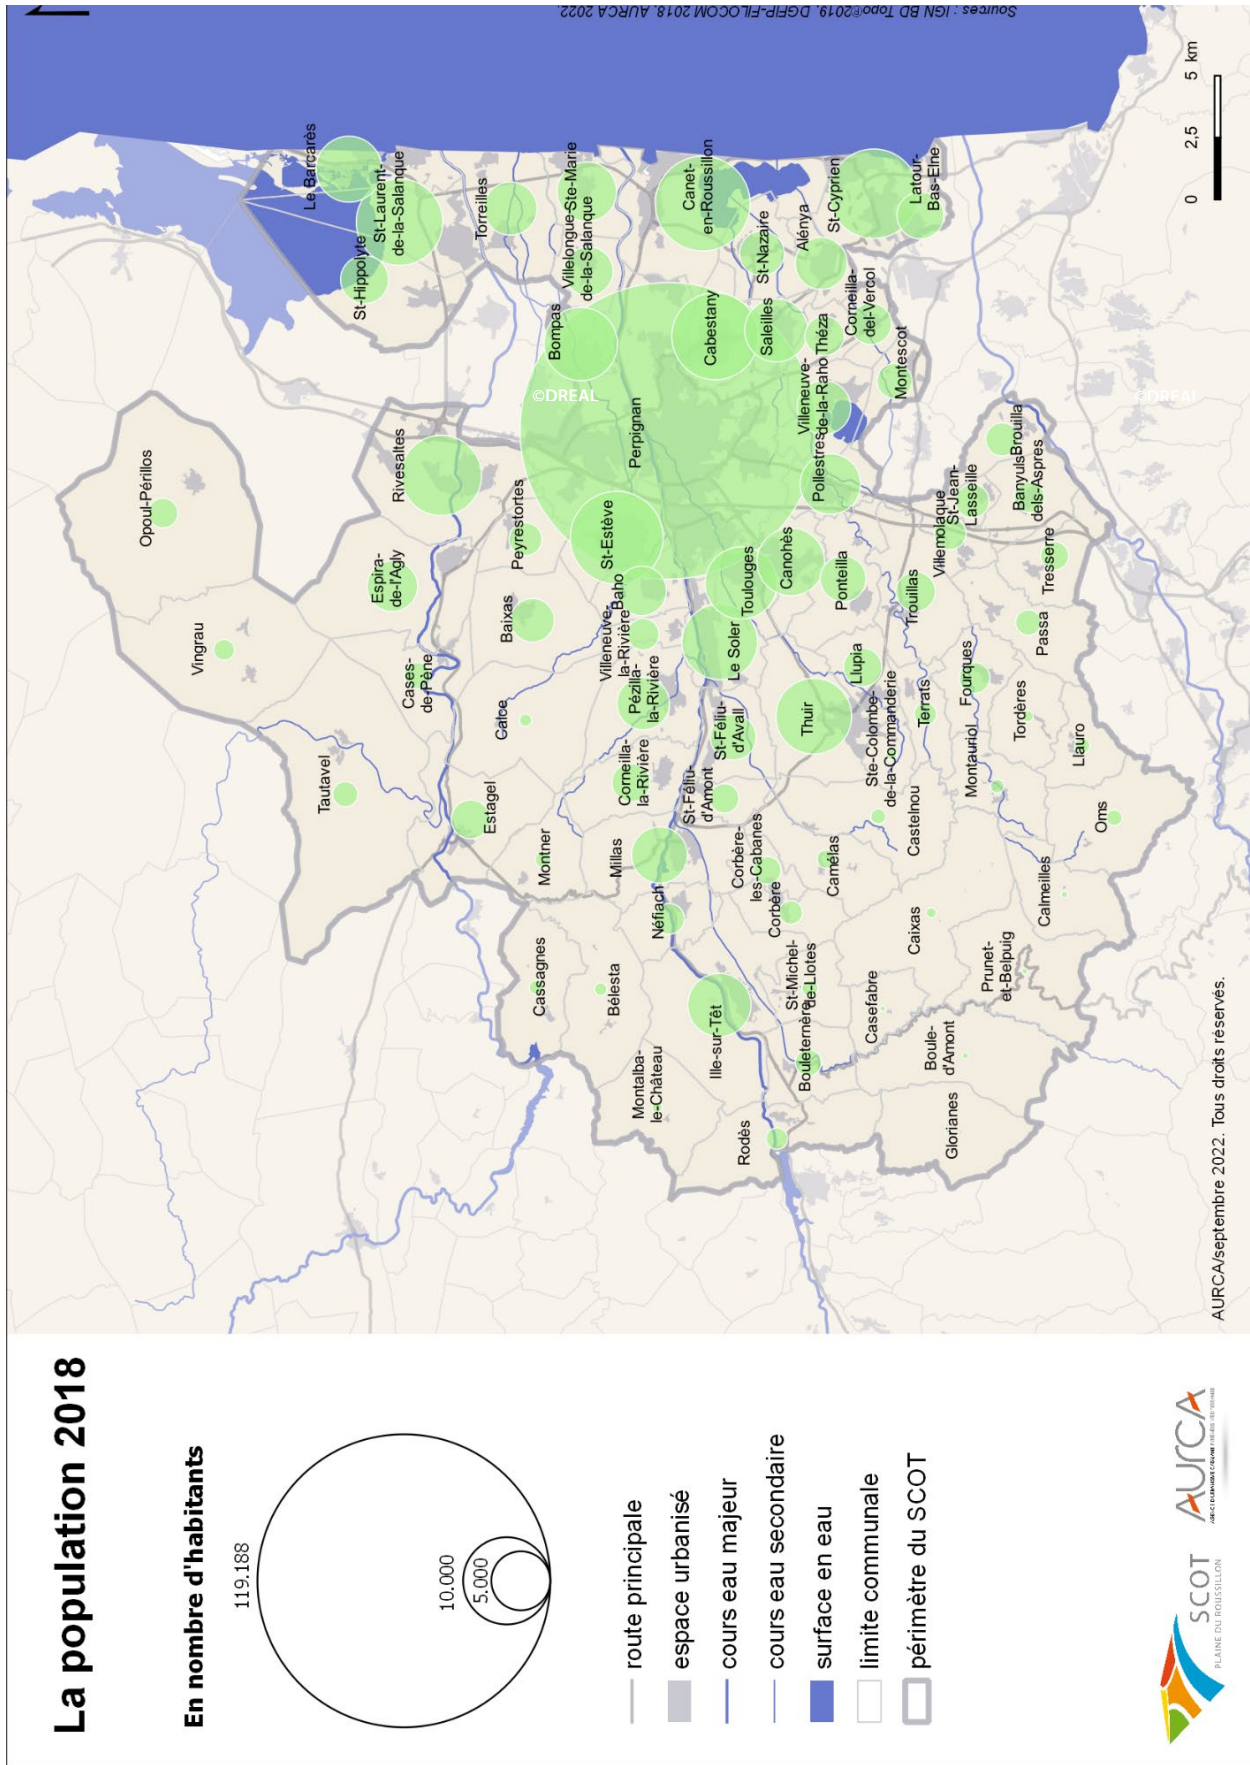 La population 2018
En nombre d'habitants
119.188
10.000
5.000
route principale
espace urbanisé
cours eau majeur
cours eau secondaire
surface en eau
limite communale
périmètre du SCOT
SCOT
PLAINE DU ROUSSILLON
AURCA
Opoul-Périllos
Vingrau
Tautavel
Le Barcarès
St-Laurent-
de-la-Salanque
St-Hippolyte
Rivesaltes
Espira-
de-l'Agly
Cases-
de-Pène
Estagel
Torreilles
Villelongue-
de-la-Salanque
Ste-Marie
Bompas
Peyrestortes
Baixas
Calce
Montner
Cassagnes
Bélesta
Montalba-
le-Château
Perpignan
St-Estève
Baho
Villeneuve-
la-Rivière
Pézilla-
la-Rivière
Corneilla-
la-Rivière
Millas
Néfiach
Canet-
en-Roussillon
Cabestany
Saleilles
St-Nazaire
Alénya
St-Cyprien
Latour-
Bas-Elne
Corneilla-
del-Vercol
Théza
Montescot
Villeneuve-
de-la-Raho
Pollestres
Canohès
Toulouges
Le Soler
St-Féliu-
d'Avall
St-Féliu-
d'Amont
Thuir
Llupia
Ponteilla
Trouillas
Ste-Colombe-
de-la-Commanderie
Terrats
Fourques
Villemolaque
St-Jean-
Lasseille
Banyuls-
dels-Aspres
Brouilla
Tresserre
Passa
Tordères
Llauro
Montauriol
Oms
Castelnou
Camélas
Corbère-
les-Cabanes
Corbère
Ille-sur-Têt
St-Michel-
de-Llotes
Bouleternère
Rodès
Casefabre
Caixas
Calmeilles
Prunet-
et-Belpuig
Boule-
d'Amont
Glorianes
©DREAL
©DREAL
0 2,5 5 km
AURCA/septembre 2022. Tous droits réservés.
Sources : IGN BD Topo®2019. DGFIP-FILOCOM 2018. AURCA 2022.